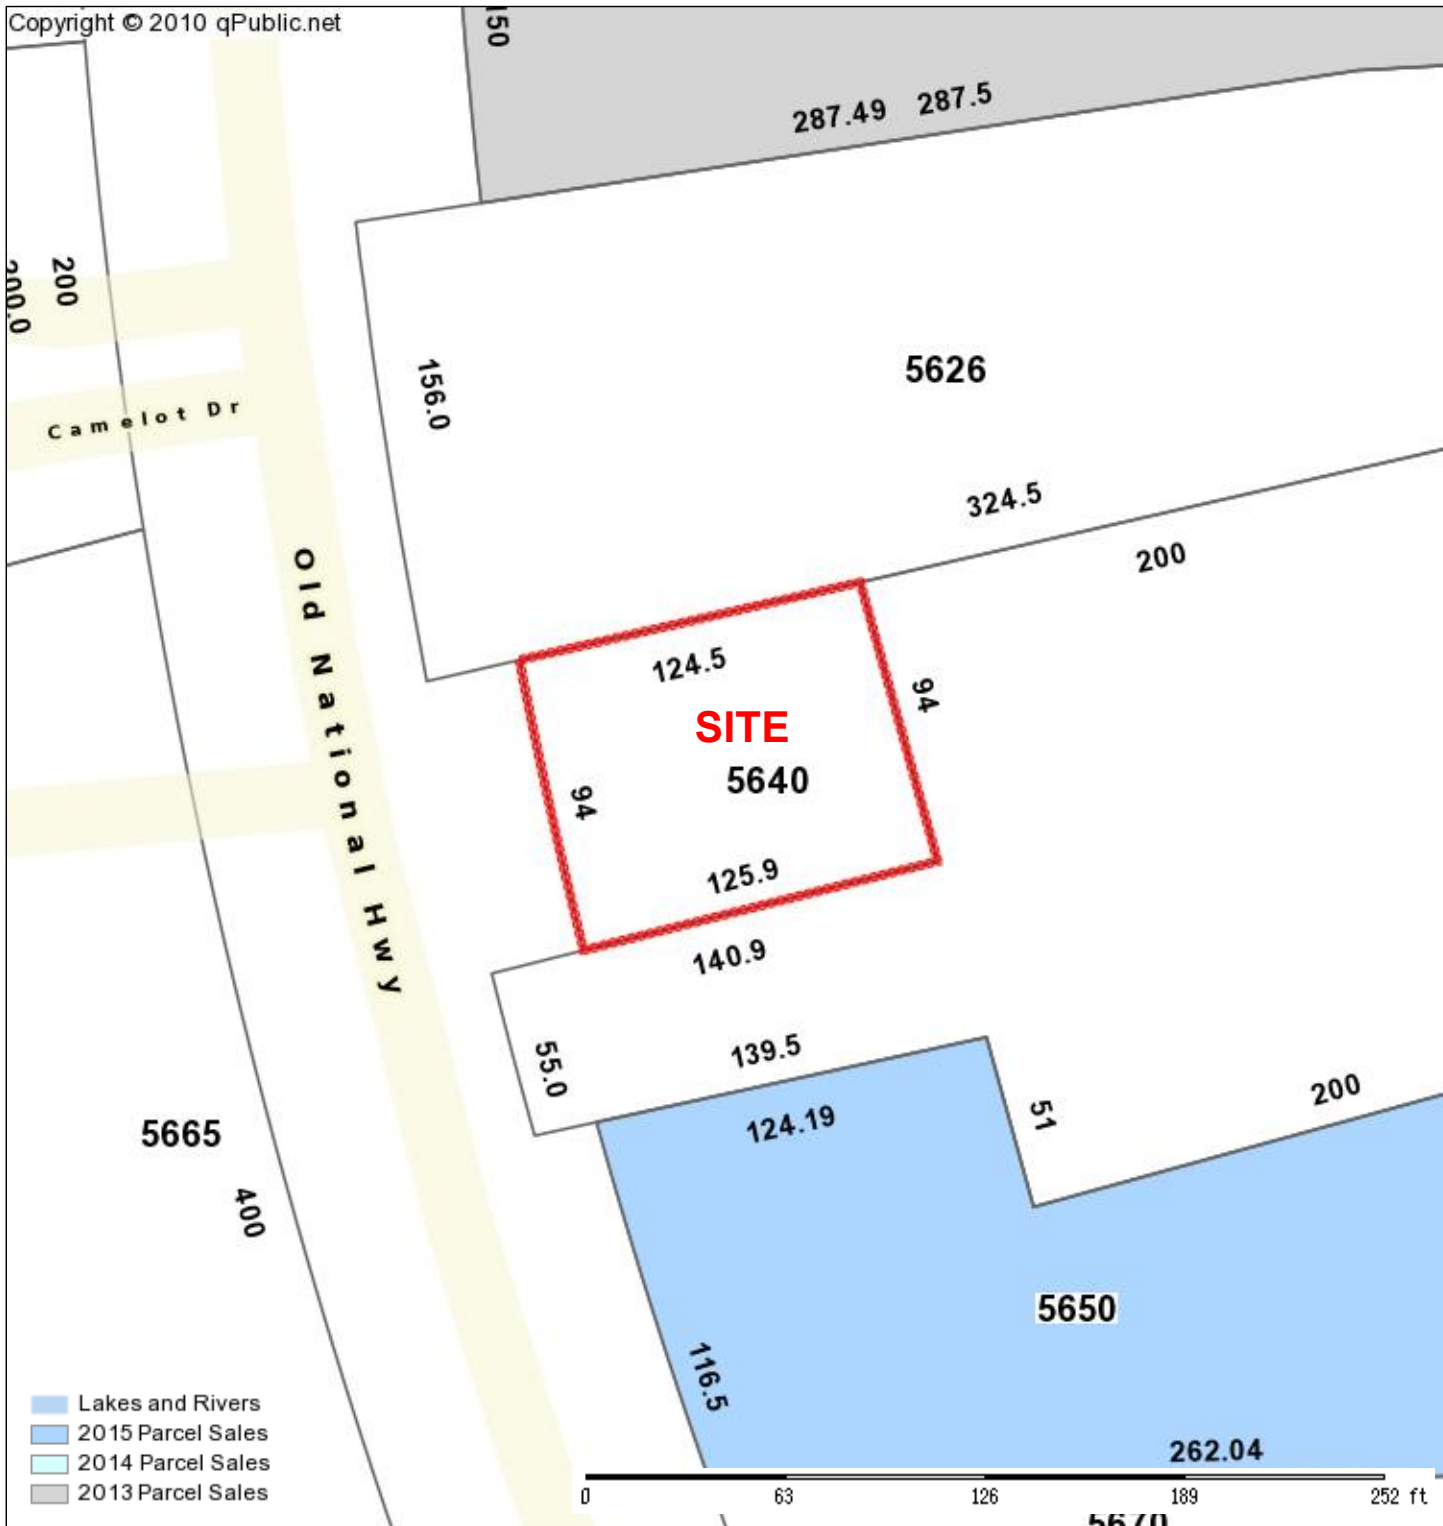 Copyright © 2010 qPublic.net
150
287.49 287.5
200
200.0
156.0
5626
Camelot Dr
324.5
200
Old National Hwy
124.5
94
SITE
5640
94
125.9
140.9
55.0
139.5
124.19
51
200
5665
400
5650
116.5
262.04
Lakes and Rivers
2015 Parcel Sales
2014 Parcel Sales
2013 Parcel Sales
0 63 126 189 252 ft
5670